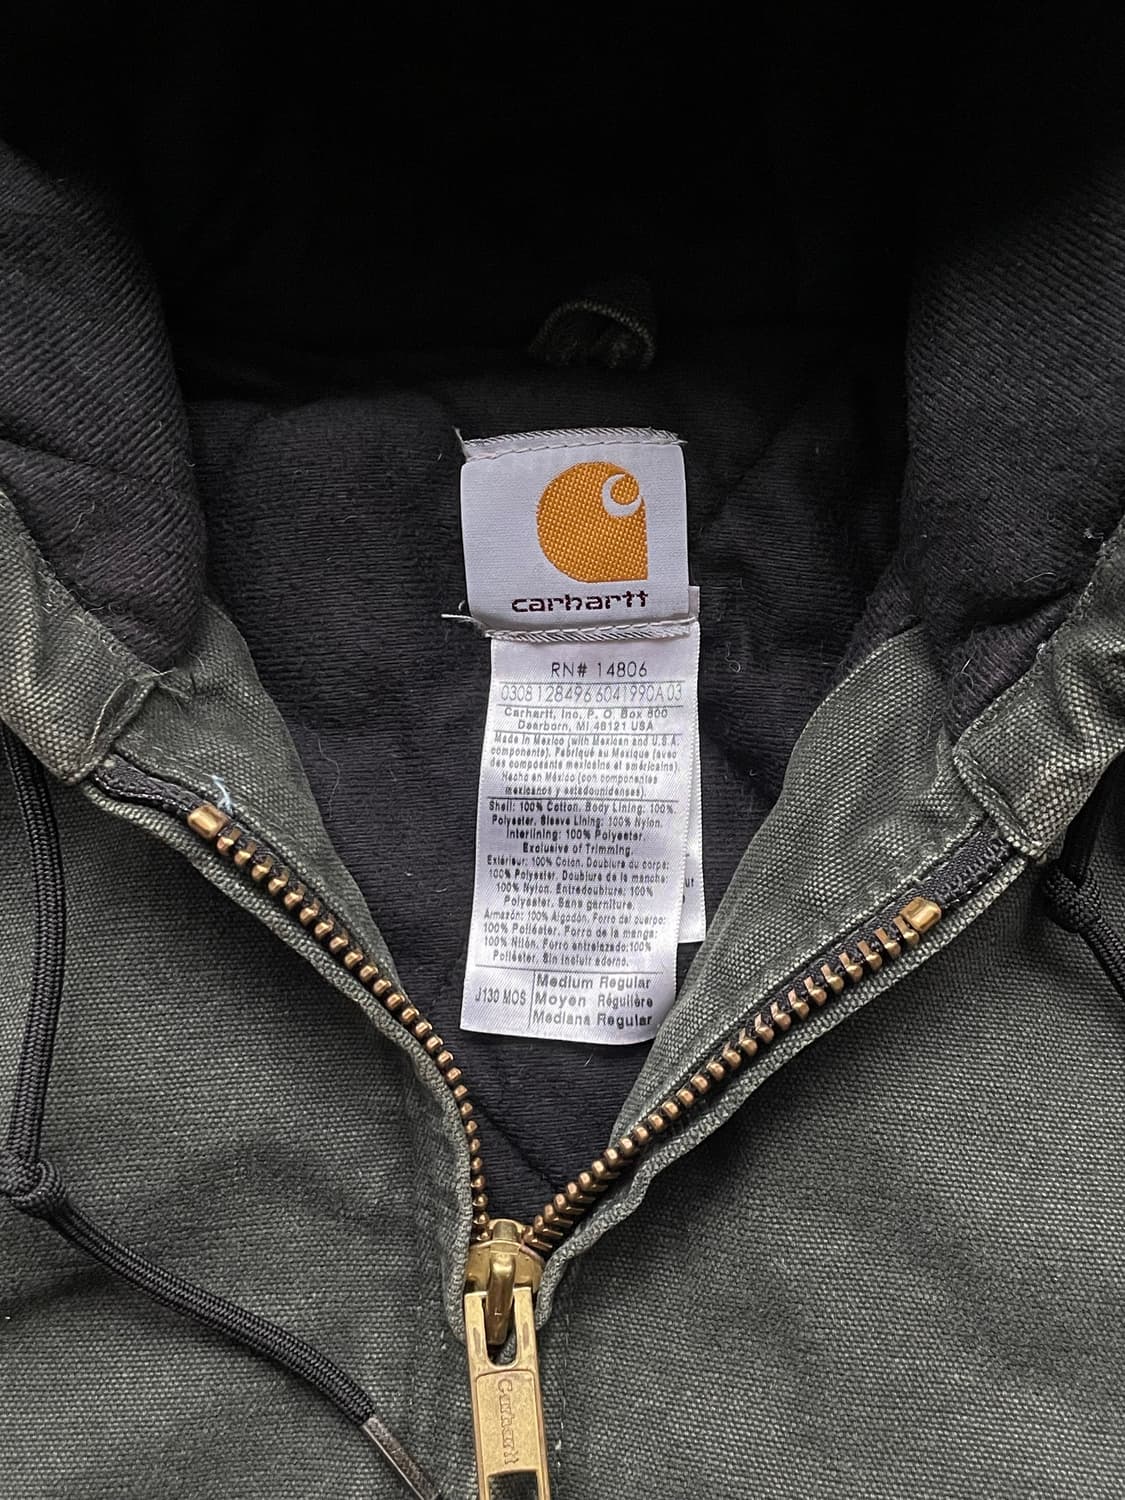 carhartt
RN# 14806
0308128496 6041990A 03
Carhartt, Inc. P. O. Box 600
Dearborn, MI 48121 USA
Made in Mexico (with Mexican and U.S.A.
components). Fabriqué au Mexique (avec
des composants mexicains et américains).
Hecho en México (con componentes
mexicanos y estadounidenses).
Shell: 100% Cotton. Body Lining: 100%
Polyester. Sleeve Lining: 100% Nylon.
Interlining: 100% Polyester.
Exclusive of Trimming.
Extérieur: 100% Coton. Doublure du corps:
100% Polyester. Doublure de la manche:
100% Nylon. Entredoublure: 100%
Polyester. Sans garniture.
Armazón: 100% Algodón. Forro del cuerpo:
100% Poliéster. Forro de la manga:
100% Nilón. Forro entrelazado:100%
Poliéster. Sin incluir adorno.
J130 MOS
Medium Regular
Moyen Régulière
Mediana Regular
Carhartt